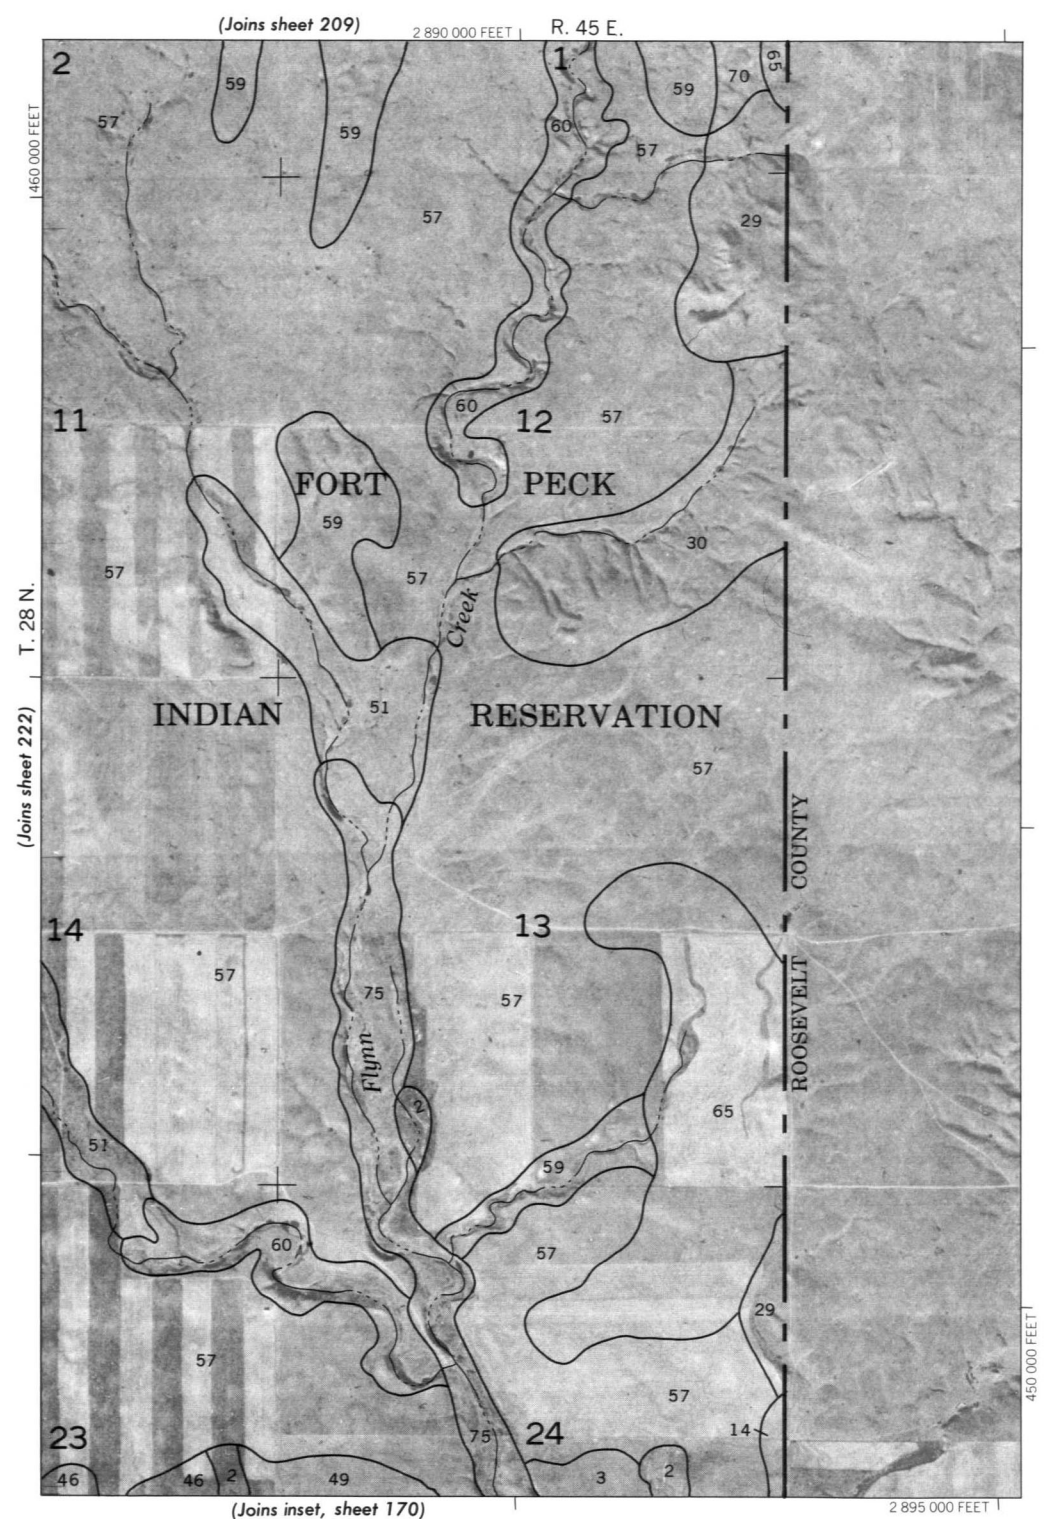 (Joins sheet 209)
2 890 000 FEET
R. 45 E.
2
1
59
59
70
65
57
59
60
57
460 000 FEET
57
29
11
60
12
57
FORT
PECK
59
30
57
57
T. 28 N.
Creek
INDIAN
51
RESERVATION
57
(Joins sheet 222)
COUNTY
14
13
57
75
57
ROOSEVELT
Flynn
2
65
51
59
60
57
29
57
57
450 000 FEET
14
23
75
24
46
46
2
49
3
2
(Joins inset, sheet 170)
2 895 000 FEET